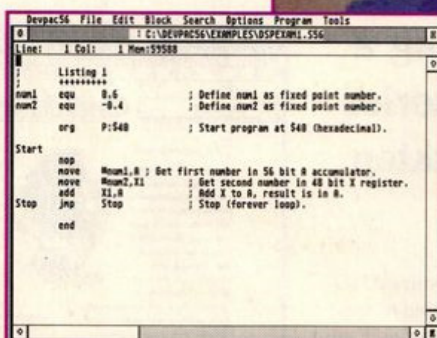 Devpac56 File Edit Block Search Options Program Tools
C:\DEVPAC56\EXAMPLES\DSPEXAM1.S56
Line: 1 Col: 1 Mem:59588
; Listing 1
; +++++++++
num1 equ 0.6 ; Define num1 as fixed point number.
num2 equ -0.4 ; Define num2 as fixed point number.
org P:$40 ; Start program at $40 (hexadecimal).
Start
nop
move #num1,A ; Get first number in 56 bit A accumulator.
move #num2,X1 ; Get second number in 48 bit X register.
add X1,A ; Add X to A, result is in A.
Stop jmp Stop ; Stop (forever loop).
end